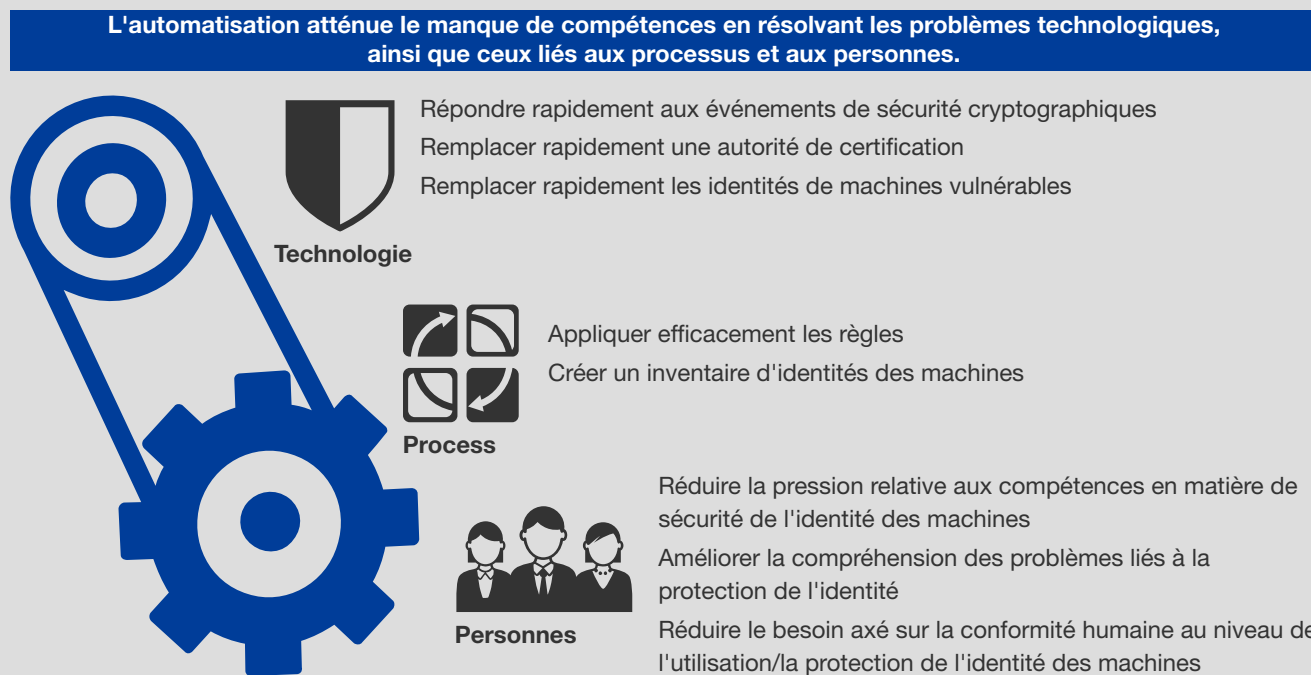 L'automatisation atténue le manque de compétences en résolvant les problèmes technologiques,
ainsi que ceux liés aux processus et aux personnes.
Répondre rapidement aux événements de sécurité cryptographiques
Remplacer rapidement une autorité de certification
Remplacer rapidement les identités de machines vulnérables
Technologie
Appliquer efficacement les règles
Créer un inventaire d'identités des machines
Process
Réduire la pression relative aux compétences en matière de
sécurité de l'identité des machines
Améliorer la compréhension des problèmes liés à la
protection de l'identité
Réduire le besoin axé sur la conformité humaine au niveau de
l'utilisation/la protection de l'identité des machines
Personnes